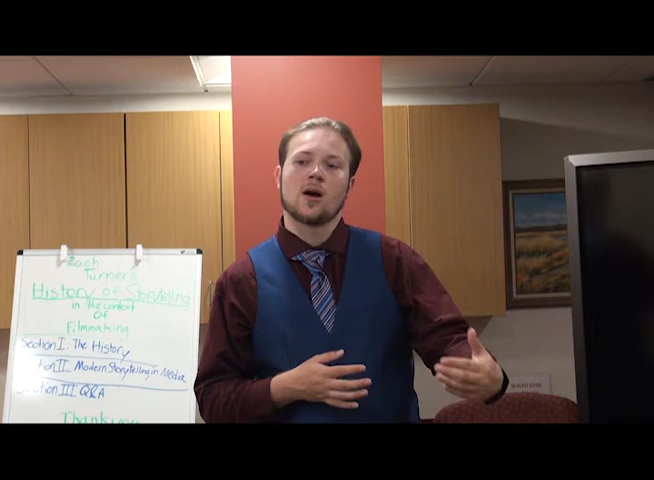 Zach
Turner's
History of Storytelling
in the context
Of
Filmmaking
Section I. The History
tion II. Modern Storytelling in Media
Section III Q&A
Thank you